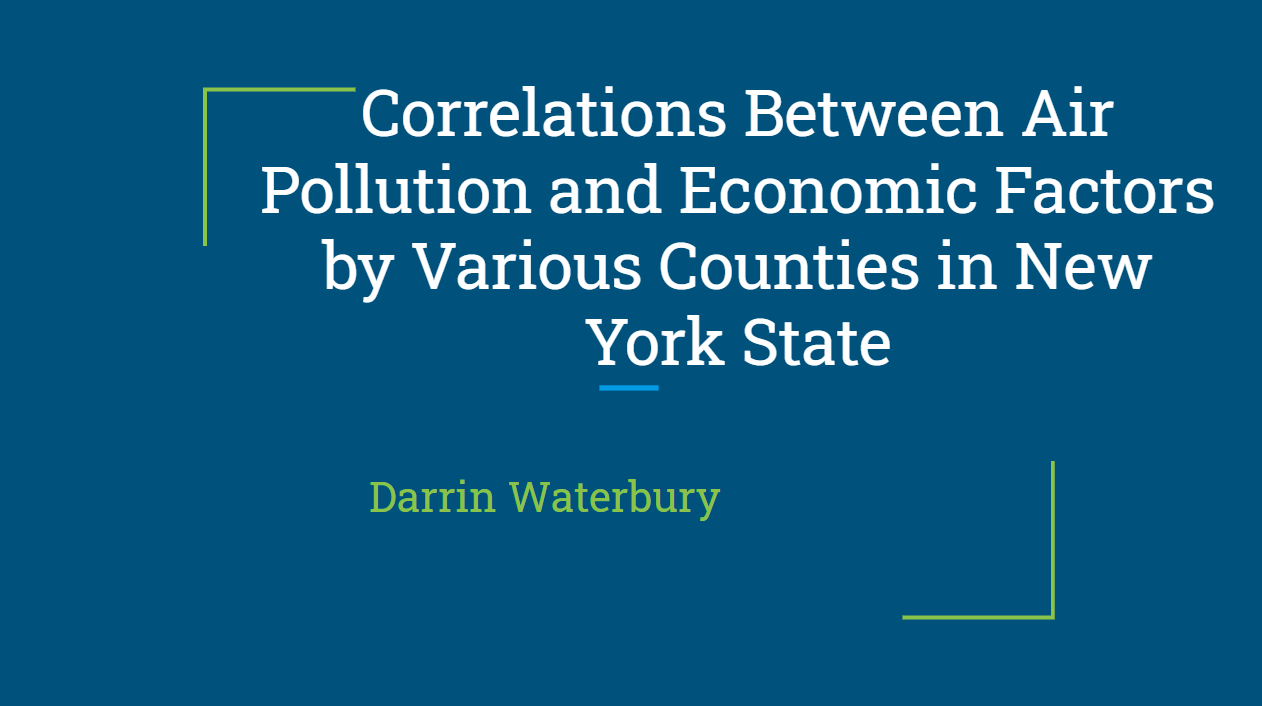 Correlations Between Air
Pollution and Economic Factors
by Various Counties in New
York State
Darrin Waterbury